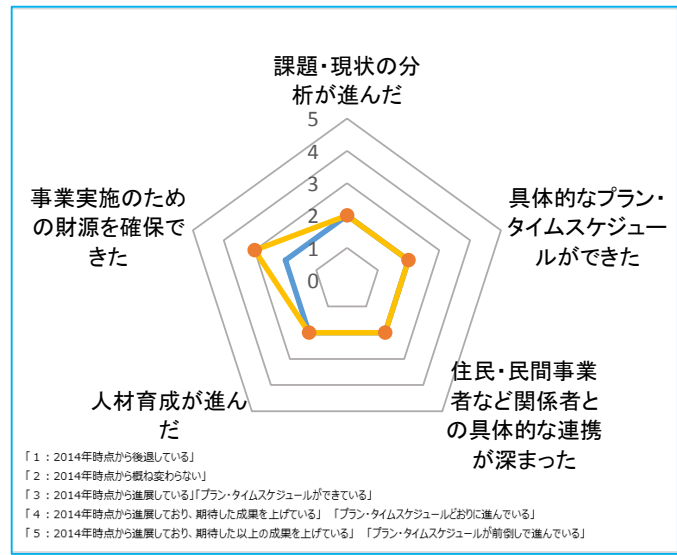 課題・現状の分
析が進んだ
5
4
3
2
1
0
事業実施のため
の財源を確保で
きた
具体的なプラン・
タイムスケジュー
ルができた
人材育成が進ん
だ
住民・民間事業
者など関係者と
の具体的な連携
が深まった
「1：2014年時点から後退している」
「2：2014年時点から概ね変わらない」
「3：2014年時点から進展している」「プラン・タイムスケジュールができている」
「4：2014年時点から進展しており、期待した成果を上げている」 「プラン・タイムスケジュールどおりに進んでいる」
「5：2014年時点から進展しており、期待した以上の成果を上げている」 「プラン・タイムスケジュールが前倒しで進んでいる」